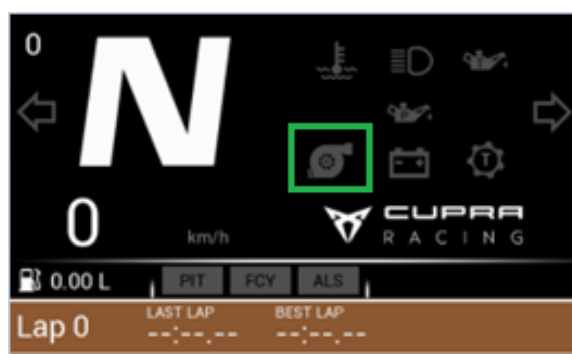 0
N
0
km/h
CUPRA
RACING
0.00 L
PIT
FCY
ALS
Lap 0
LAST LAP
BEST LAP
--:--.--
--:--.--